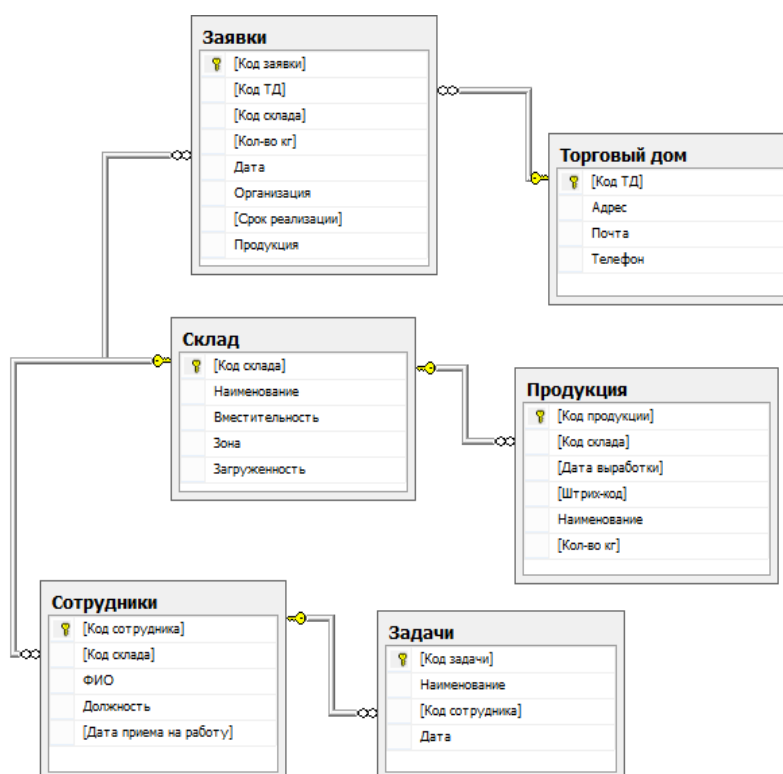 Заявки
[Код заявки]
[Код ТД]
[Код склада]
[Кол-во кг]
Дата
Организация
[Срок реализации]
Продукция
Торговый дом
[Код ТД]
Адрес
Почта
Телефон
Склад
[Код склада]
Наименование
Вместительность
Зона
Загруженность
Продукция
[Код продукции]
[Код склада]
[Дата выработки]
[Штрих-код]
Наименование
[Кол-во кг]
Сотрудники
[Код сотрудника]
[Код склада]
ФИО
Должность
[Дата приема на работу]
Задачи
[Код задачи]
Наименование
[Код сотрудника]
Дата